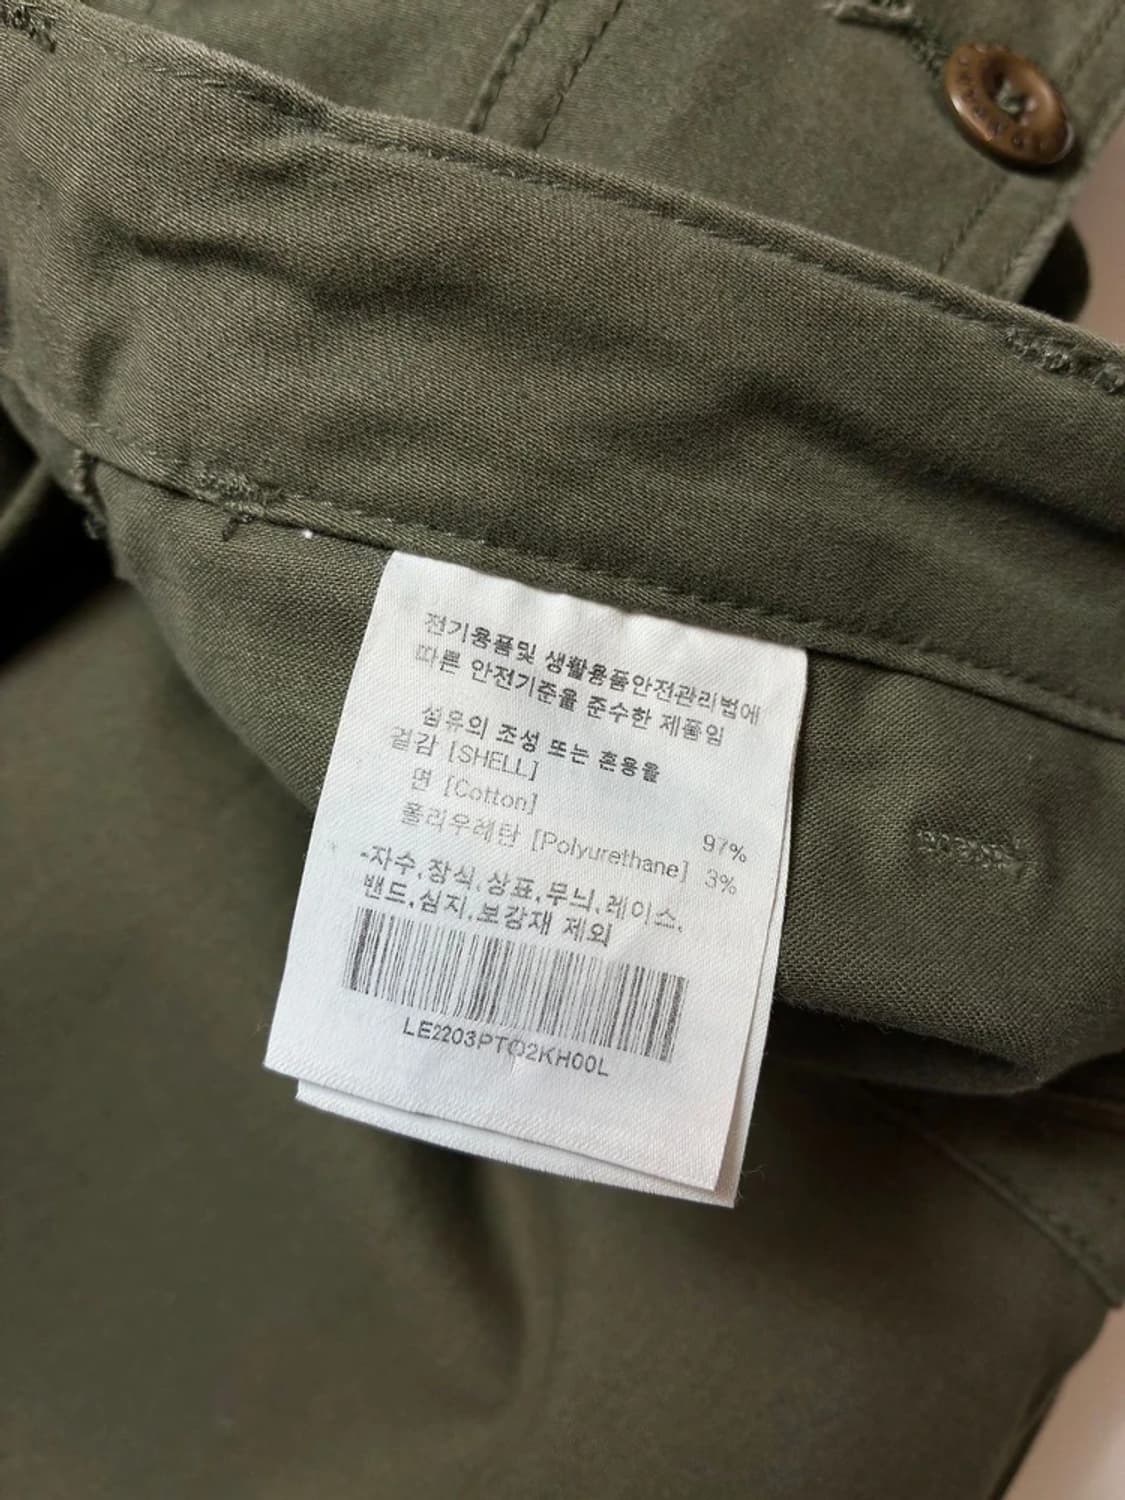 전기용품및 생활용품안전관리법에
따른 안전기준을 준수한 제품임
섬유의 조성 또는 혼용율
겉감 [SHELL]
면 [Cotton] 97%
폴리우레탄 [Polyurethane] 3%
-자수,장식,상표,무늬,레이스,
밴드,심지,보강재 제외
LE2203PT02KH00L